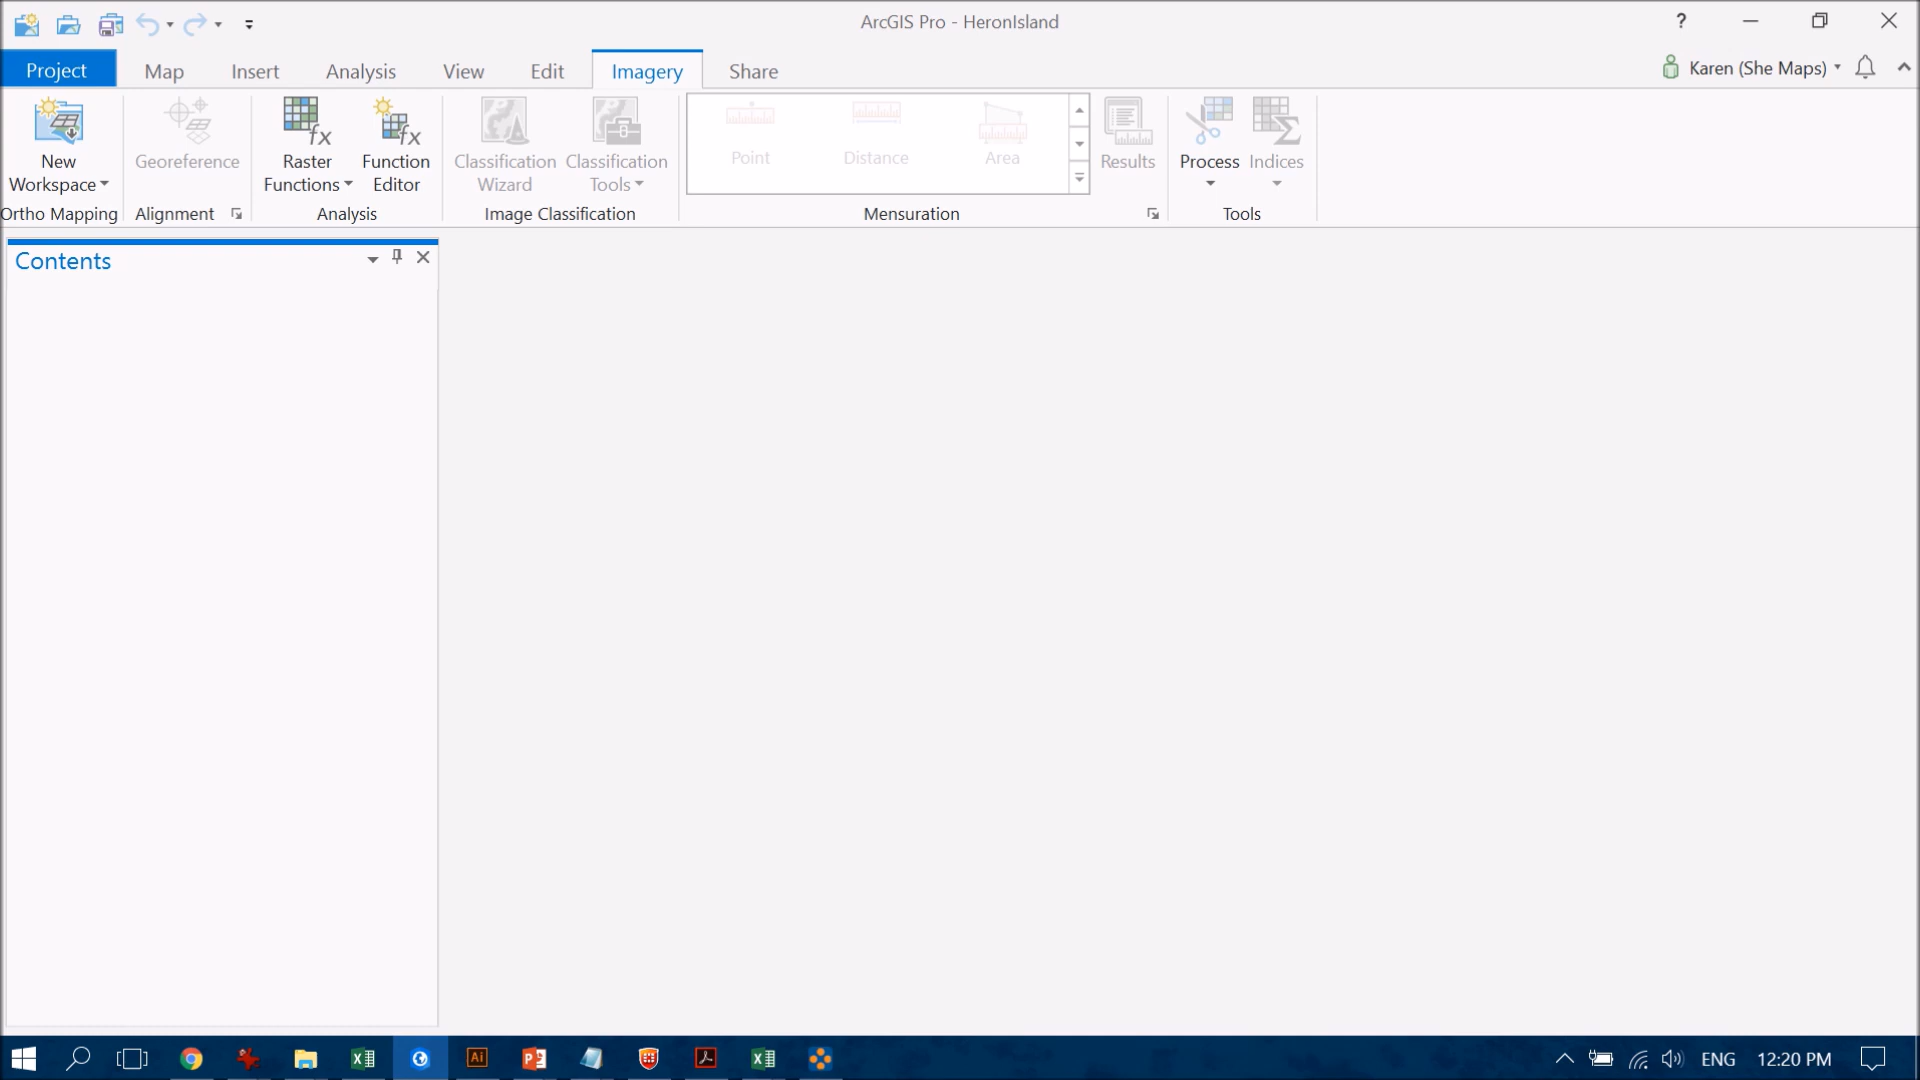 ArcGIS Pro - HeronIsland
?
Project
Map
Insert
Analysis
View
Edit
Imagery
Share
Karen (She Maps)
New
Workspace
Georeference
Raster
Functions
Function
Editor
Classification
Wizard
Classification
Tools
Point
Distance
Area
Results
Process
Indices
Ortho Mapping
Alignment
Analysis
Image Classification
Mensuration
Tools
Contents
Ai
ENG
12:20 PM